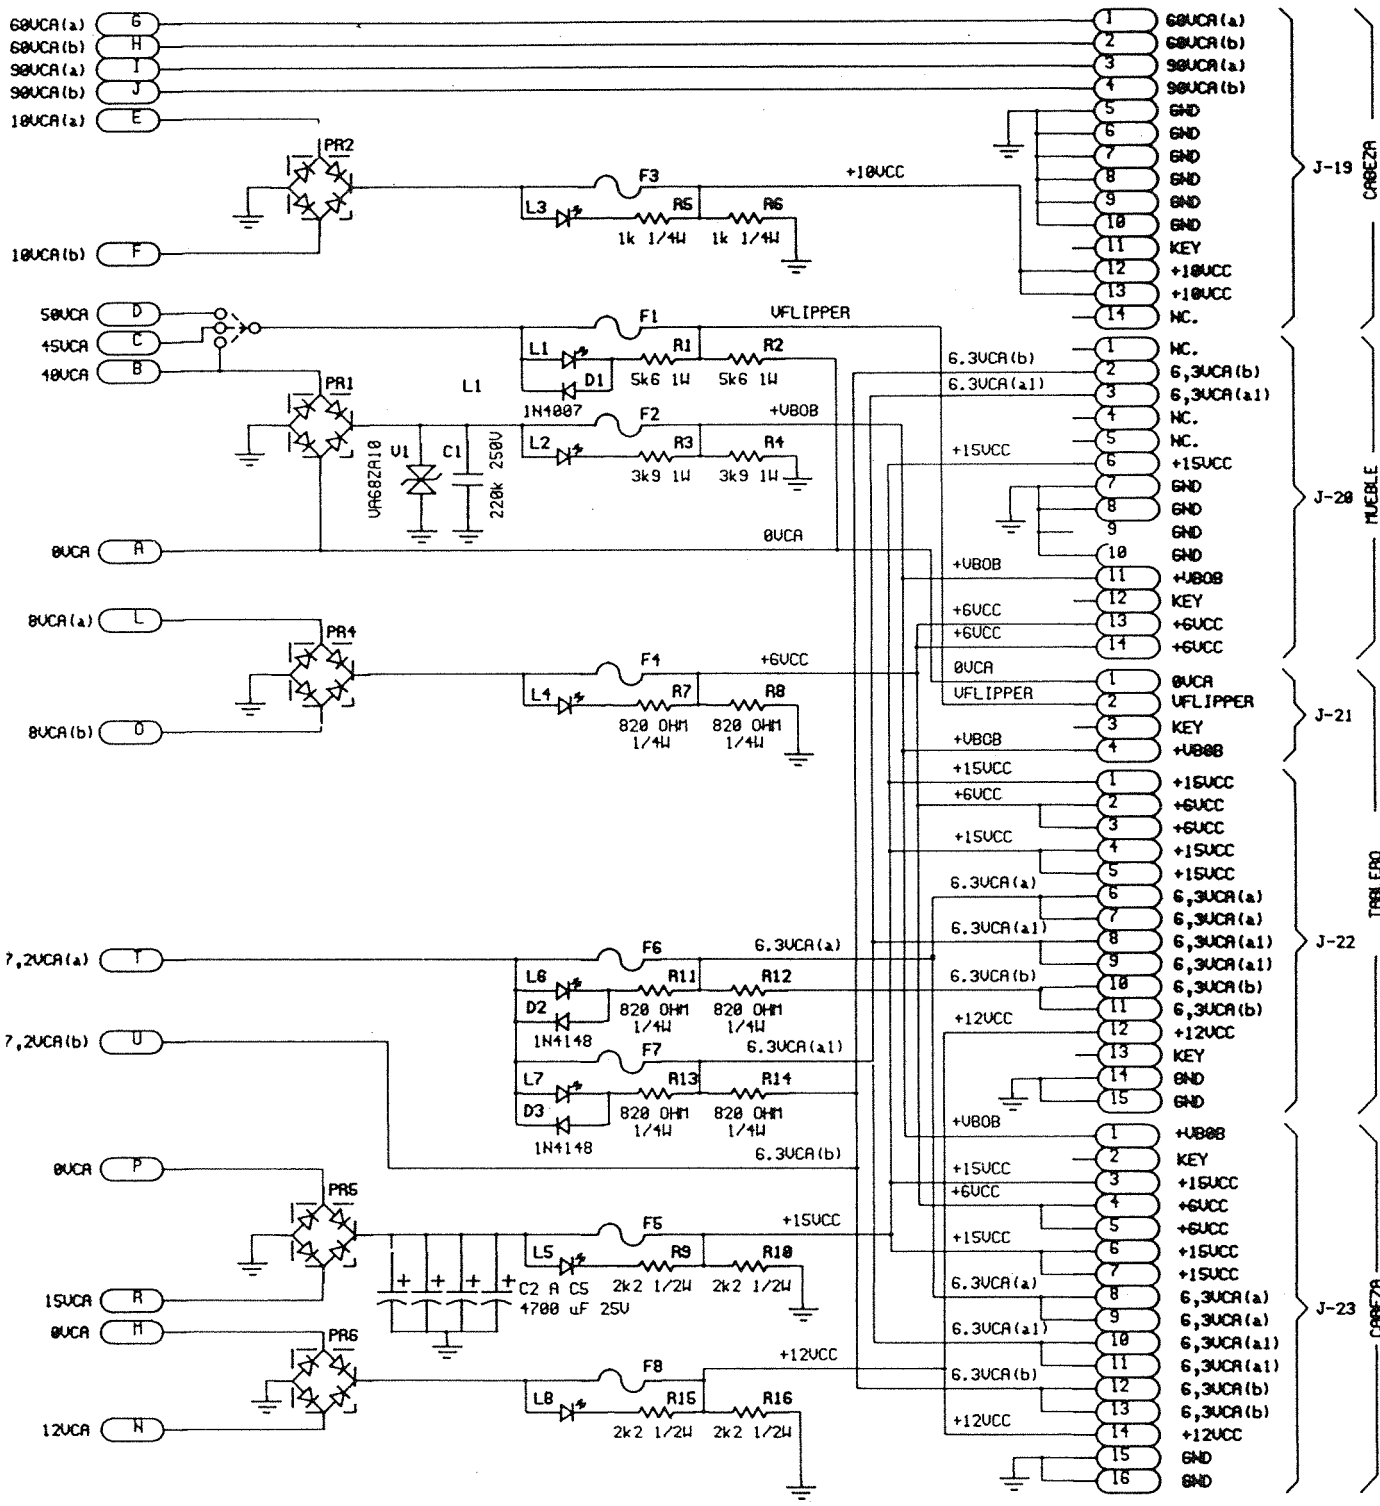 60VCA(a) G
60VCA(b) H
90VCA(a) I
90VCA(b) J
10VCA(a) E
PR2
F3
+10VCC
L3
R5
R6
1k 1/4W
1k 1/4W
10VCA(b) F
50VCA D
45VCA C
40VCA B
F1
VFLIPPER
L1
R1
R2
D1
5k6 1W
5k6 1W
1N4007
PR1
L1
F2
+VBOB
L2
R3
R4
3k9 1W
3k9 1W
V1
VA68ZA10
C1
220k 250V
0VCA A
0VCA
8VCA(a) L
PR4
F4
+6VCC
L4
R7
R8
820 OHM
1/4W
820 OHM
1/4W
8VCA(b) O
7,2VCA(a) T
F6
6.3VCA(a)
L6
R11
R12
D2
820 OHM
1/4W
820 OHM
1/4W
1N4148
7,2VCA(b) U
F7
6.3VCA(a1)
L7
R13
R14
D3
820 OHM
1/4W
820 OHM
1/4W
1N4148
6.3VCA(b)
0VCA P
PR5
F5
+15VCC
L5
R9
R10
2k2 1/2W
2k2 1/2W
C2 A C5
4700 uF 25V
15VCA R
0VCA M
PR6
F8
+12VCC
L8
R15
R16
2k2 1/2W
2k2 1/2W
12VCA N
1 60VCA(a)
2 60VCA(b)
3 90VCA(a)
4 90VCA(b)
5 GND
6 GND
7 GND
8 GND
9 GND
10 GND
11 KEY
12 +10VCC
13 +10VCC
14 NC.
J-19
CABEZA
1 NC.
6.3VCA(b) 2 6,3VCA(b)
6.3VCA(a1) 3 6,3VCA(a1)
4 NC.
5 NC.
+15VCC 6 +15VCC
7 GND
8 GND
9 GND
10 GND
+VBOB 11 +VBOB
12 KEY
+6VCC 13 +6VCC
+6VCC 14 +6VCC
J-20
MUEBLE
0VCA 1 0VCA
VFLIPPER 2 VFLIPPER
3 KEY
+VBOB 4 +VBOB
J-21
+15VCC 1 +15VCC
+6VCC 2 +6VCC
3 +6VCC
+15VCC 4 +15VCC
5 +15VCC
6.3VCA(a) 6 6,3VCA(a)
7 6,3VCA(a)
6.3VCA(a1) 8 6,3VCA(a1)
9 6,3VCA(a1)
6.3VCA(b) 10 6,3VCA(b)
11 6,3VCA(b)
+12VCC 12 +12VCC
13 KEY
14 GND
15 GND
J-22
TABLERO
+VBOB 1 +VBOB
2 KEY
+15VCC 3 +15VCC
+6VCC 4 +6VCC
5 +6VCC
+15VCC 6 +15VCC
7 +15VCC
6.3VCA(a) 8 6,3VCA(a)
9 6,3VCA(a)
6.3VCA(a1) 10 6,3VCA(a1)
11 6,3VCA(a1)
6.3VCA(b) 12 6,3VCA(b)
13 6,3VCA(b)
+12VCC 14 +12VCC
15 GND
16 GND
J-23
CABEZA